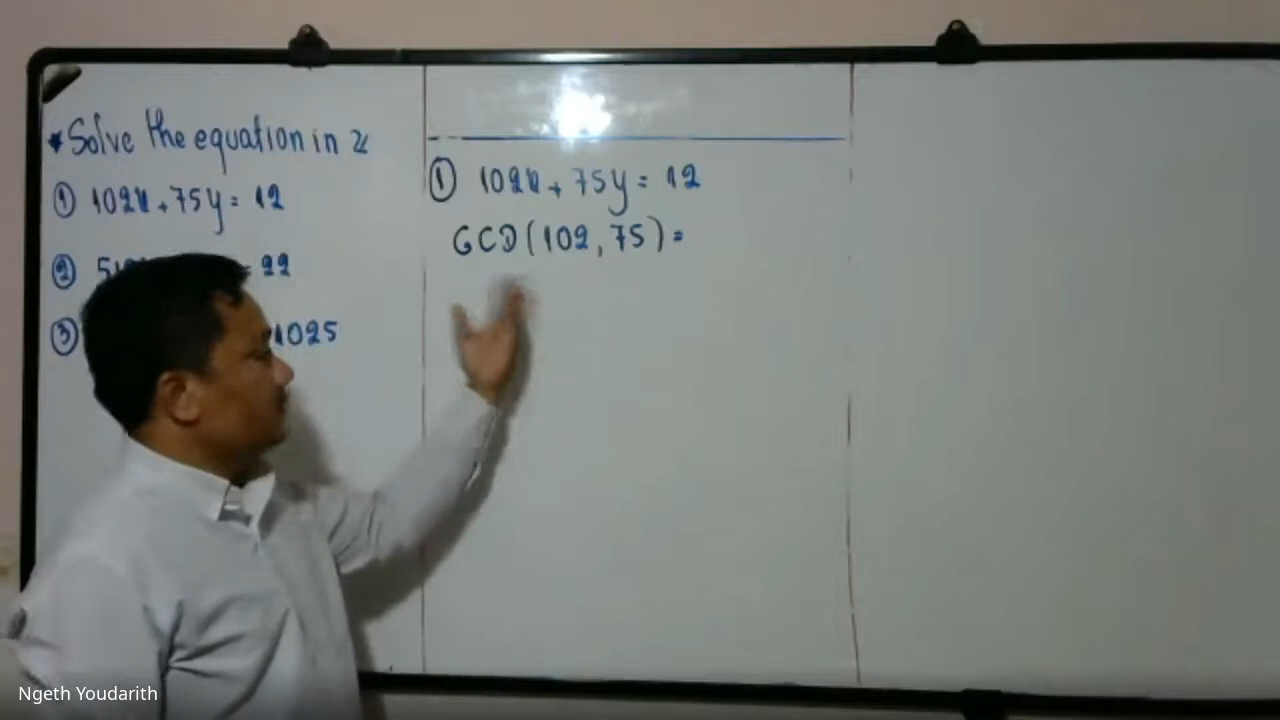 * Solve the equation in ℤ
① 102x + 75y = 12
② 51 = 22
③ 1025
① 102x + 75y = 12
GCD(102, 75) =
Ngeth Youdarith